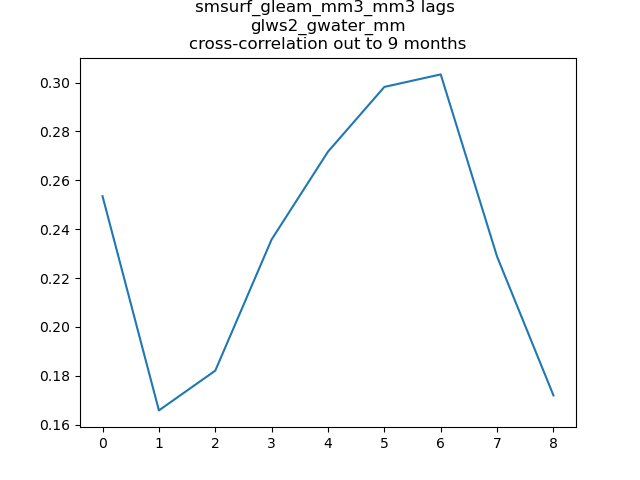 smsurf_gleam_mm3_mm3 lags
glws2_gwater_mm
cross-correlation out to 9 months
0.30
0.28
0.26
0.24
0.22
0.20
0.18
0.16
0 1 2 3 4 5 6 7 8